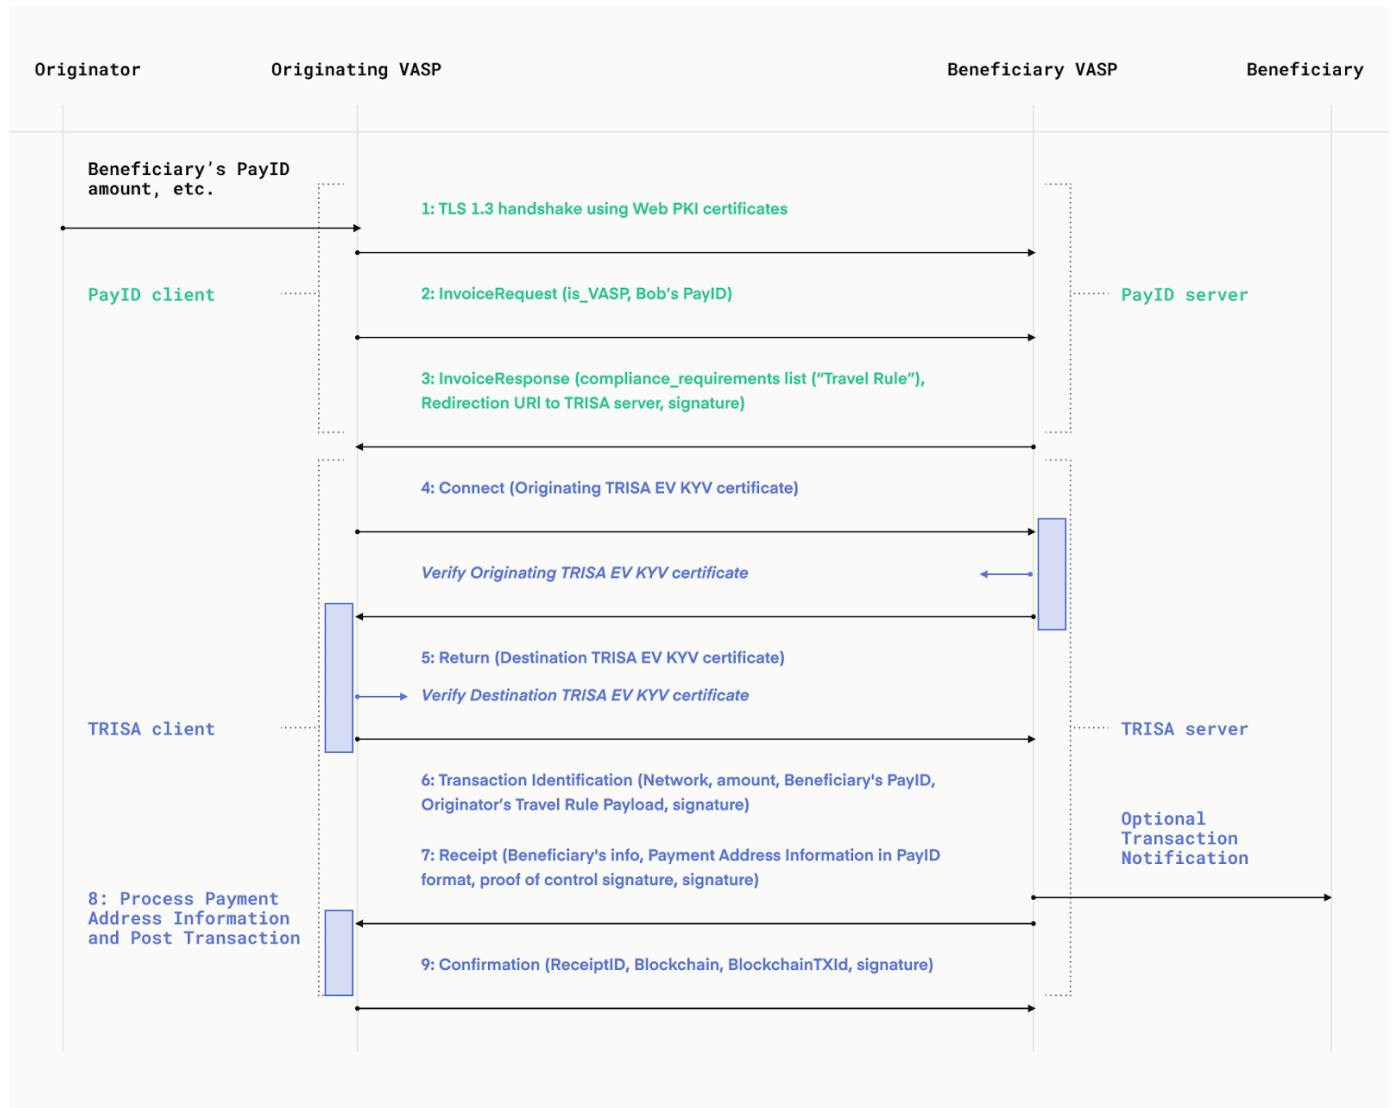 Originator
Originating VASP
Beneficiary VASP
Beneficiary
Beneficiary’s PayID
amount, etc.
1: TLS 1.3 handshake using Web PKI certificates
PayID client
2: InvoiceRequest (is_VASP, Bob’s PayID)
PayID server
3: InvoiceResponse (compliance_requirements list (“Travel Rule”),
Redirection URI to TRISA server, signature)
4: Connect (Originating TRISA EV KYV certificate)
Verify Originating TRISA EV KYV certificate
5: Return (Destination TRISA EV KYV certificate)
Verify Destination TRISA EV KYV certificate
TRISA client
TRISA server
6: Transaction Identification (Network, amount, Beneficiary's PayID,
Originator’s Travel Rule Payload, signature)
Optional
Transaction
Notification
7: Receipt (Beneficiary's info, Payment Address Information in PayID
format, proof of control signature, signature)
8: Process Payment
Address Information
and Post Transaction
9: Confirmation (ReceiptID, Blockchain, BlockchainTXId, signature)